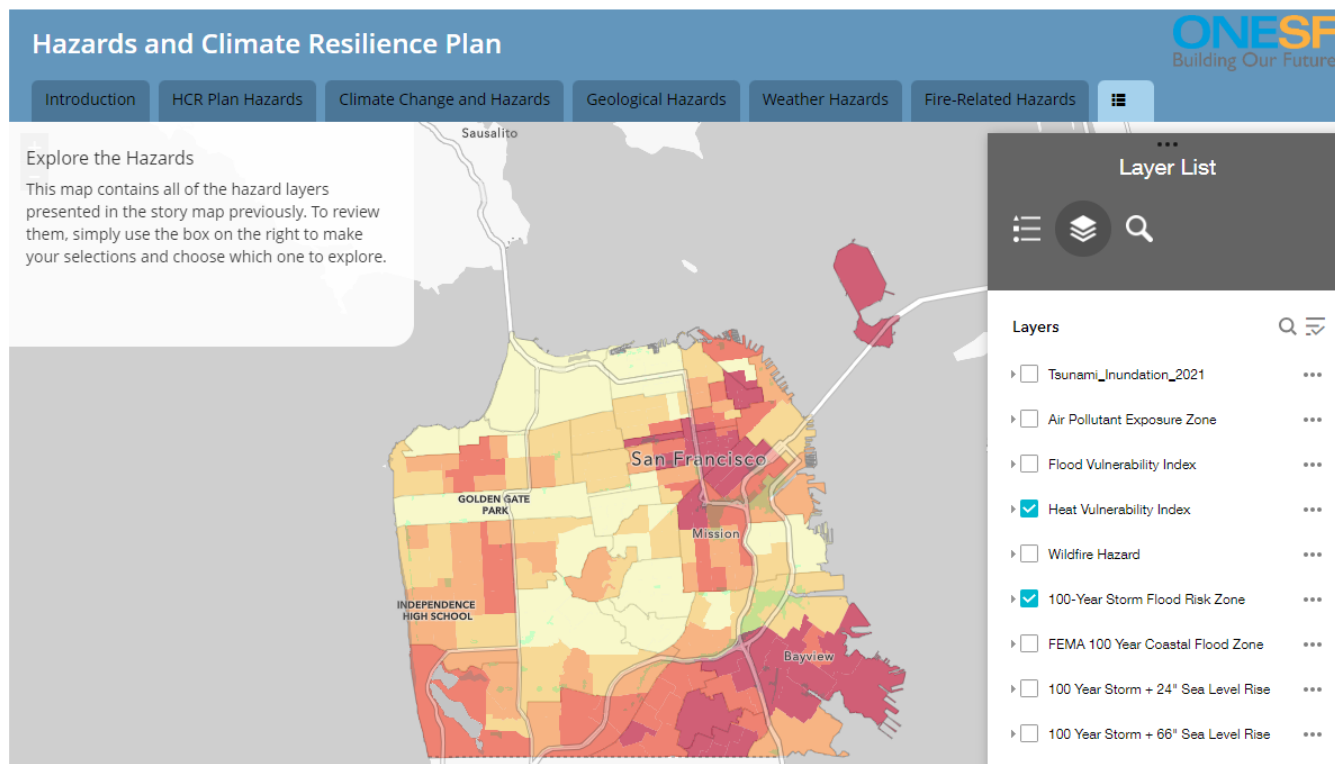 Hazards and Climate Resilience Plan
ONESF
Building Our Future
Introduction
HCR Plan Hazards
Climate Change and Hazards
Geological Hazards
Weather Hazards
Fire-Related Hazards
Explore the Hazards
This map contains all of the hazard layers
presented in the story map previously. To review
them, simply use the box on the right to make
your selections and choose which one to explore.
Sausalito
San Francisco
GOLDEN GATE
PARK
Mission
INDEPENDENCE
HIGH SCHOOL
Bayview
Layer List
Layers
Tsunami_Inundation_2021
Air Pollutant Exposure Zone
Flood Vulnerability Index
Heat Vulnerability Index
Wildfire Hazard
100-Year Storm Flood Risk Zone
FEMA 100 Year Coastal Flood Zone
100 Year Storm + 24" Sea Level Rise
100 Year Storm + 66" Sea Level Rise